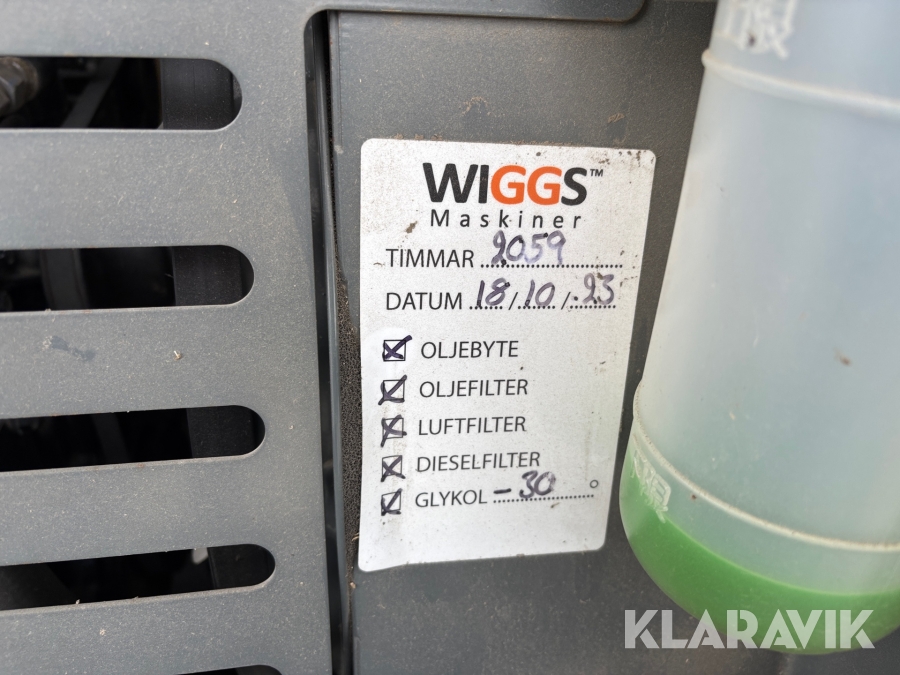 WIGGS™
Maskiner
TIMMAR 2059
DATUM 18/10/23
☒ OLJEBYTE
☒ OLJEFILTER
☒ LUFTFILTER
☒ DIESELFILTER
☒ GLYKOL -30°
KLARAVIK